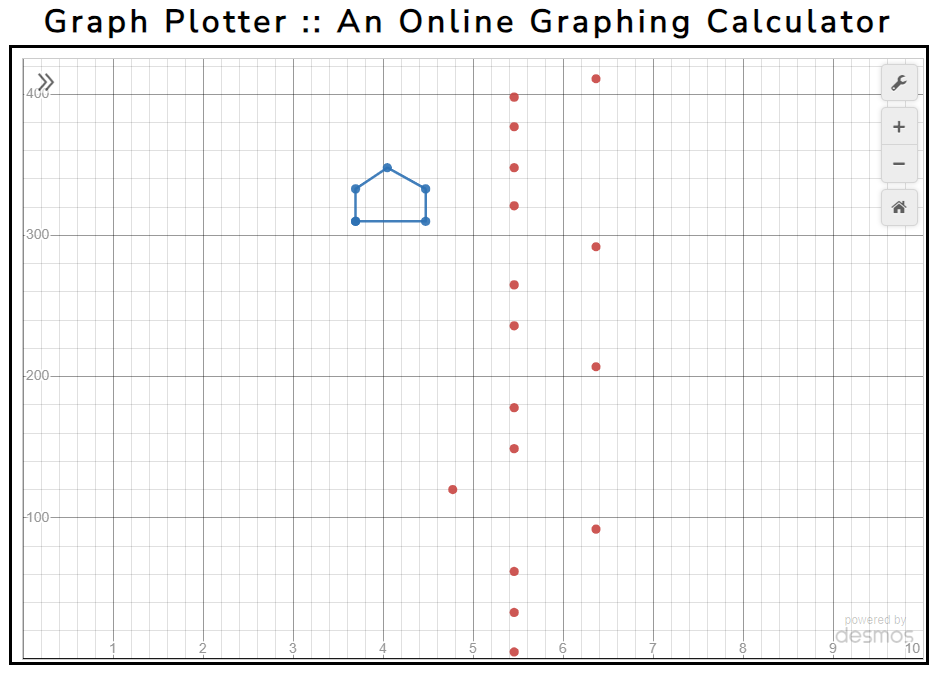 Graph Plotter :: An Online Graphing Calculator
400
300
200
100
1 2 3 4 5 6 7 8 9 10
powered by
desmos